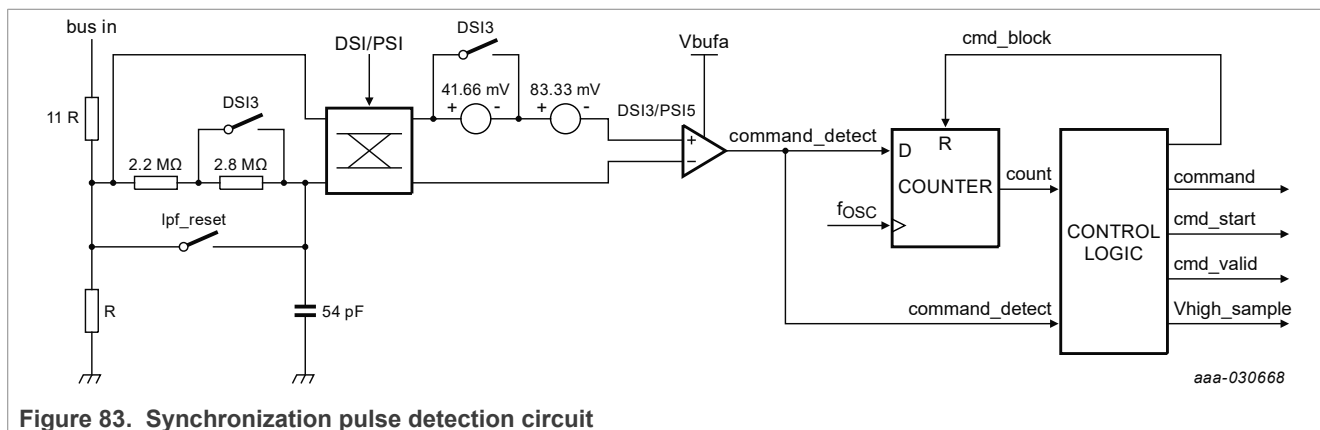 bus in
11 R
2.2 MΩ
DSI3
2.8 MΩ
lpf_reset
R
54 pF
DSI/PSI
DSI3
41.66 mV
+ -
83.33 mV
+ -
DSI3/PSI5
Vbufa
+
−
command_detect
cmd_block
D
R
COUNTER
fOSC
count
CONTROL
LOGIC
command_detect
command
cmd_start
cmd_valid
Vhigh_sample
aaa-030668
Figure 83. Synchronization pulse detection circuit